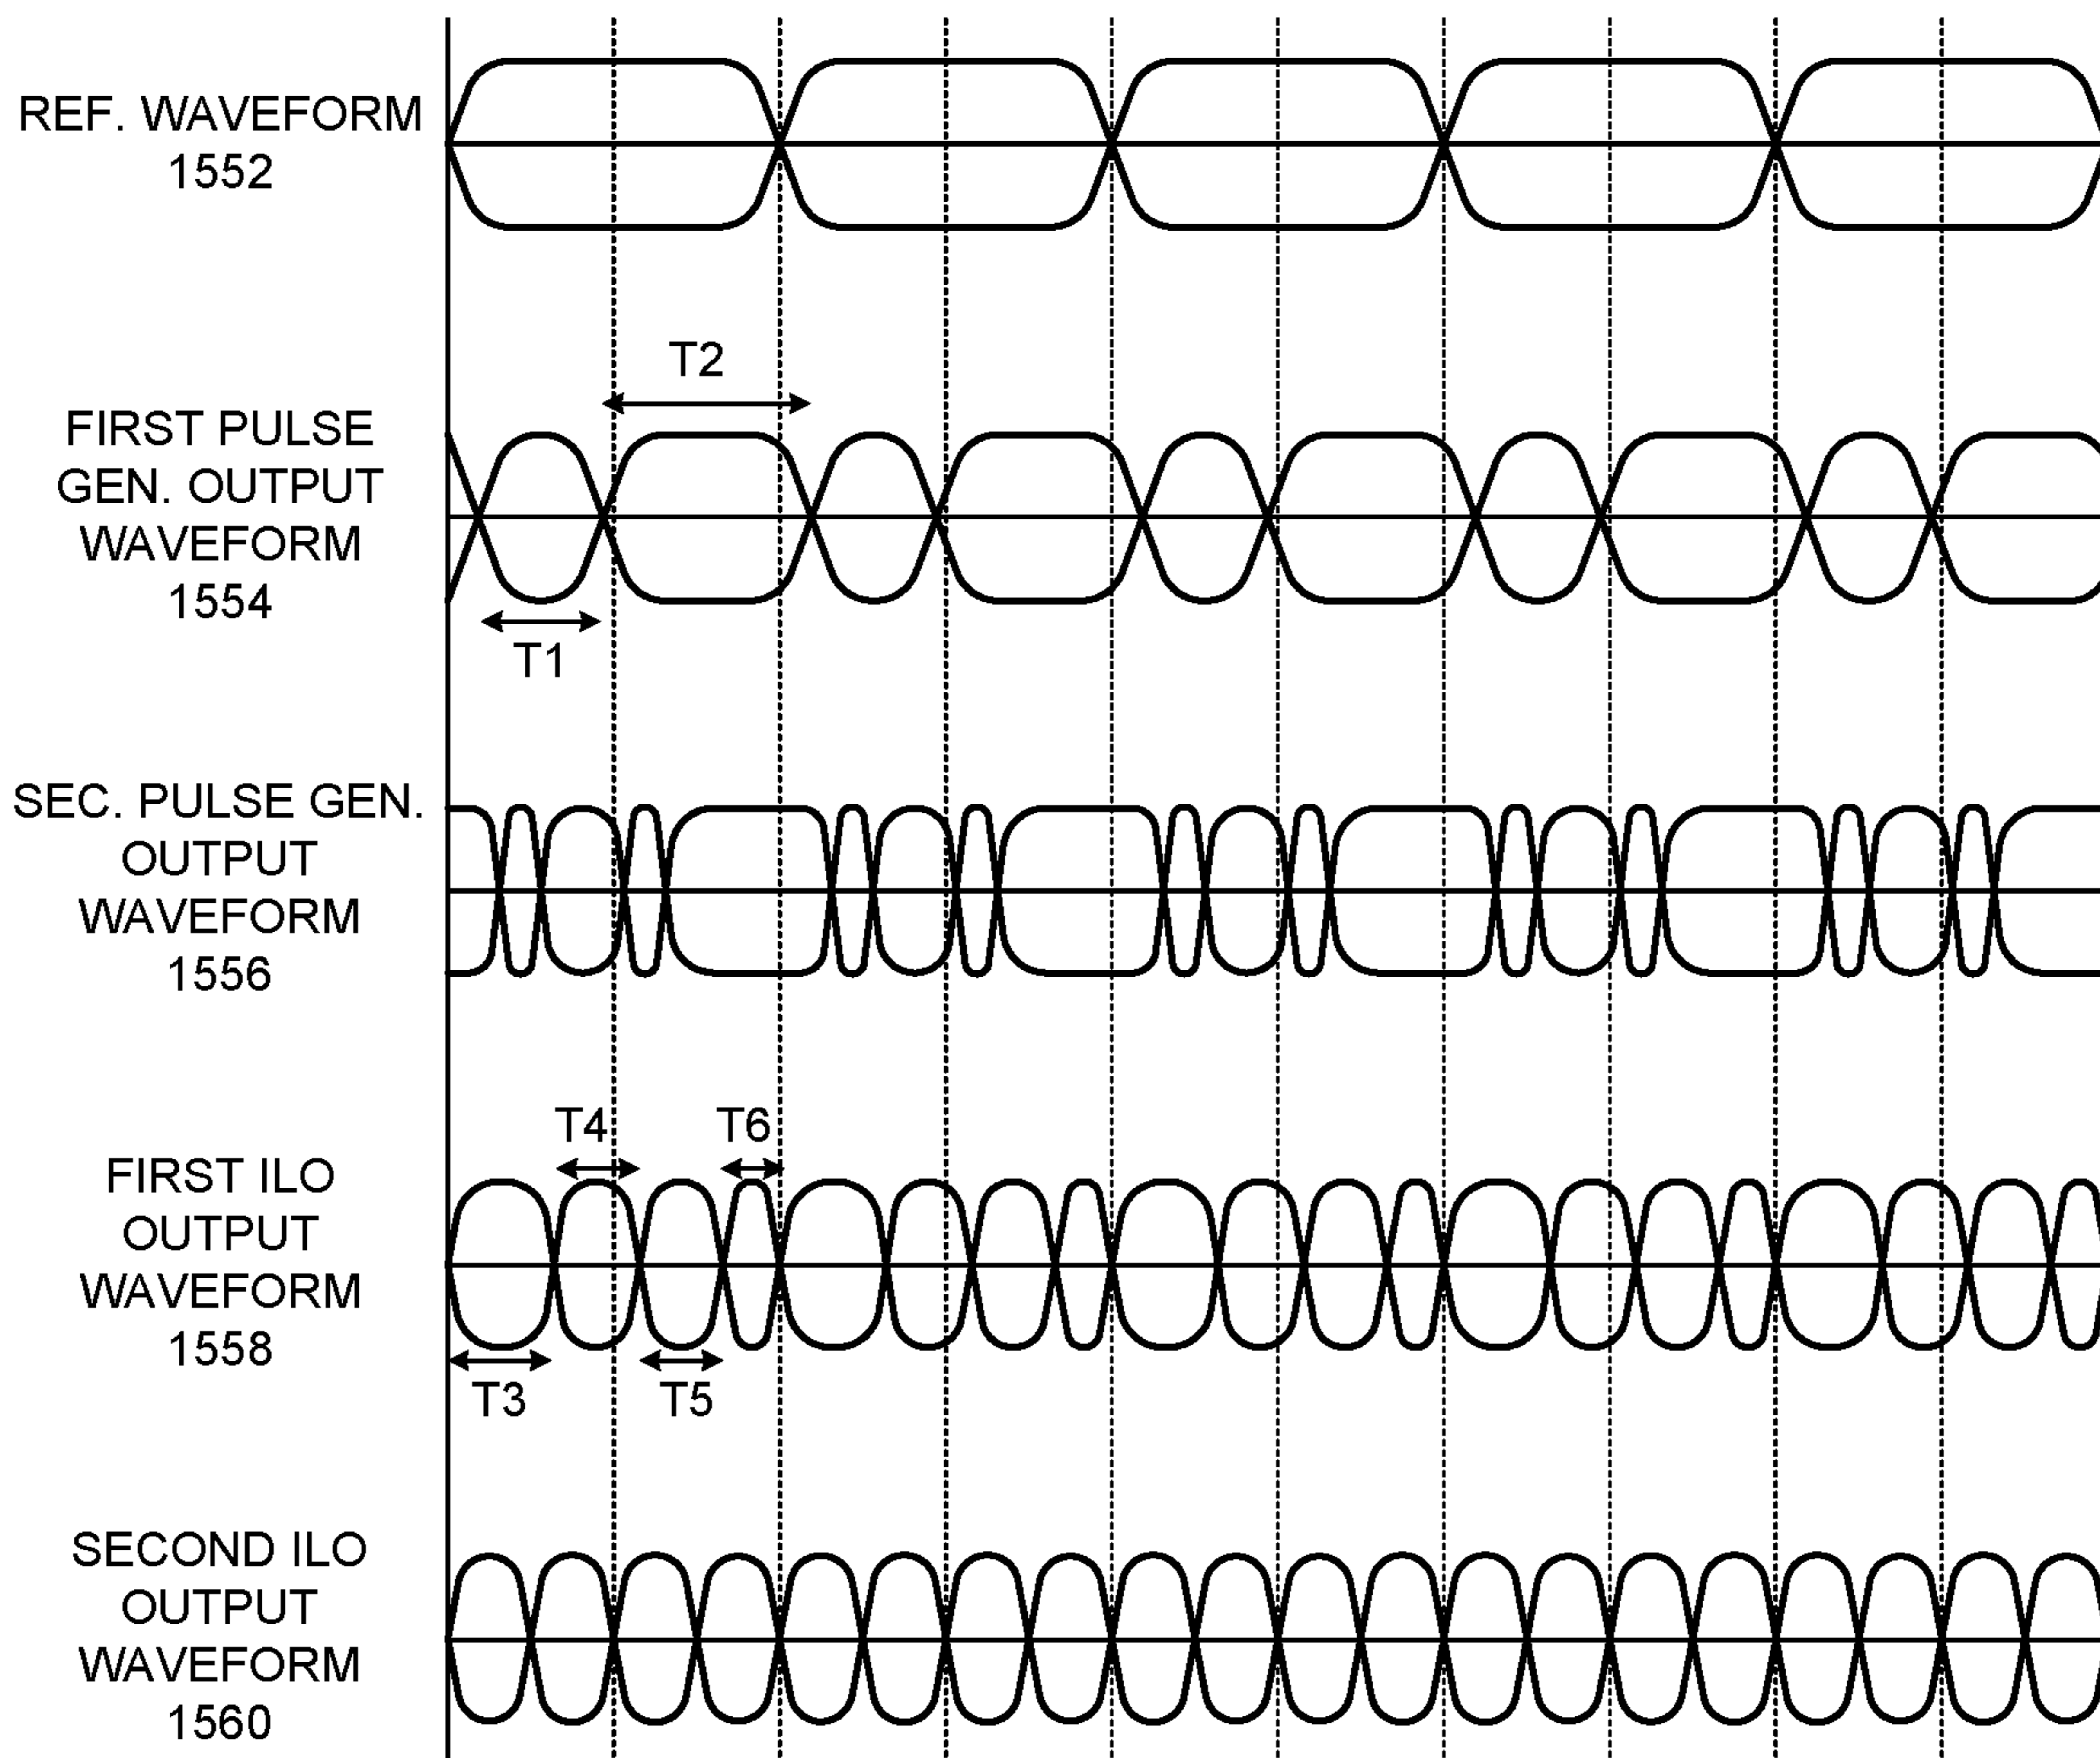 REF. WAVEFORM
1552
T2
FIRST PULSE
GEN. OUTPUT
WAVEFORM
1554
T1
SEC. PULSE GEN.
OUTPUT
WAVEFORM
1556
T4 T6
FIRST ILO
OUTPUT
WAVEFORM
1558
T3 T5
SECOND ILO
OUTPUT
WAVEFORM
1560